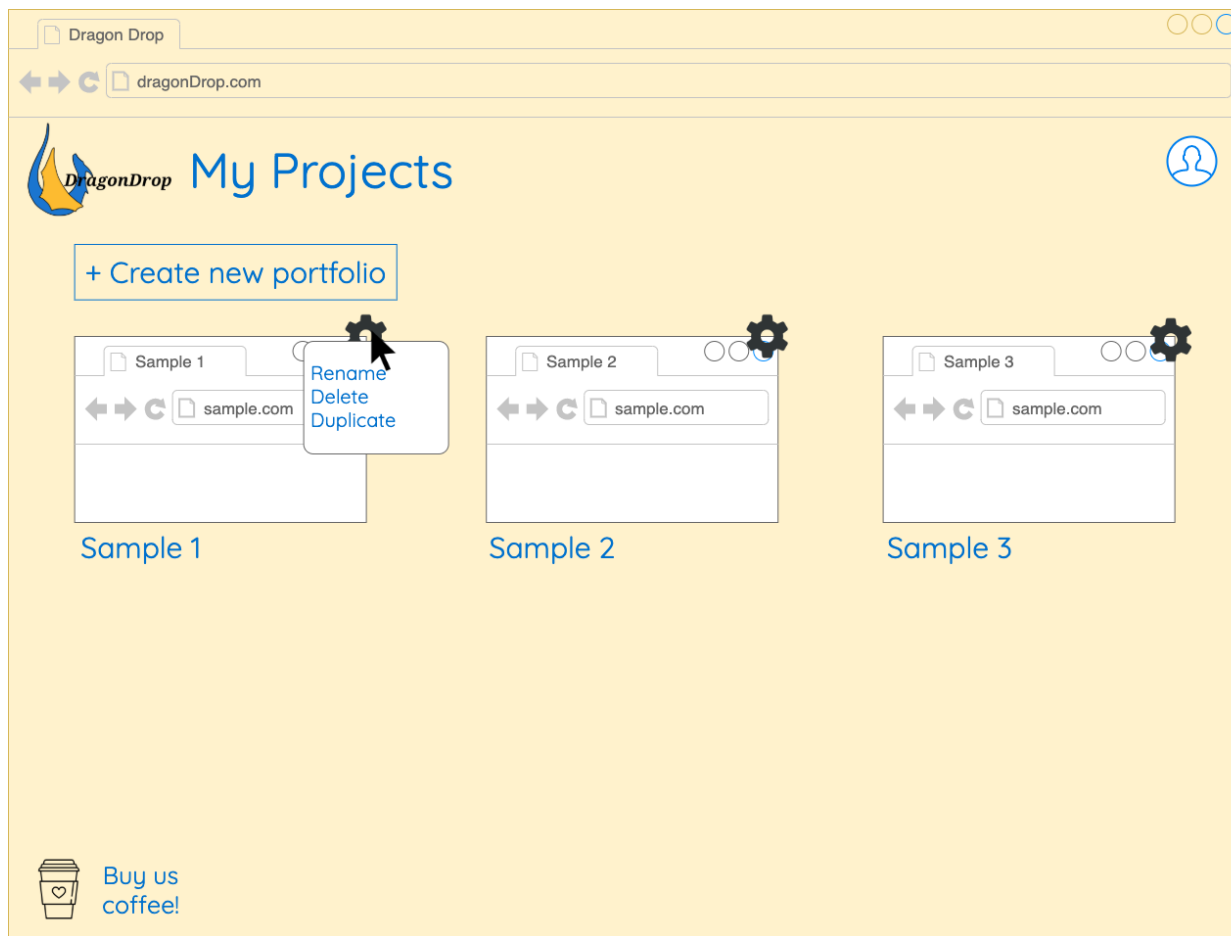 Dragon Drop
dragonDrop.com
DragonDrop
My Projects
+ Create new portfolio
Sample 1
sample.com
Rename
Delete
Duplicate
Sample 1
Sample 2
sample.com
Sample 2
Sample 3
sample.com
Sample 3
Buy us
coffee!